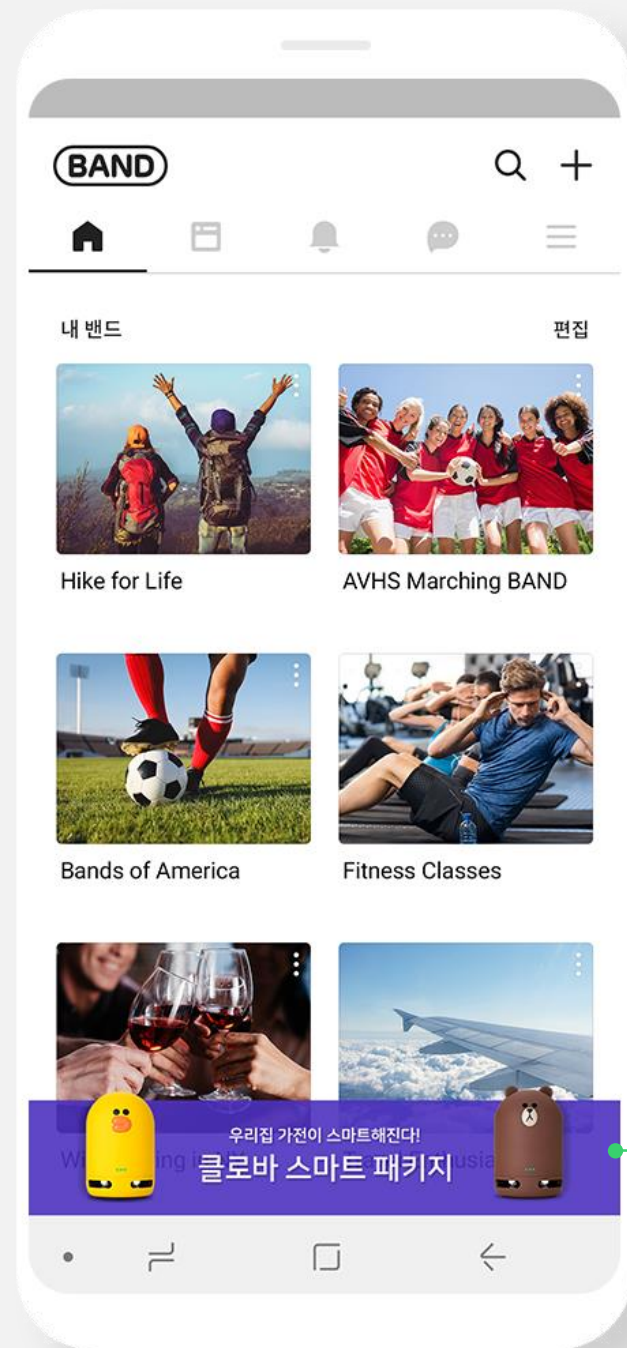 BAND
내 밴드
편집
Hike for Life
AVHS Marching BAND
Bands of America
Fitness Classes
우리집 가전이 스마트해진다!
클로바 스마트 패키지